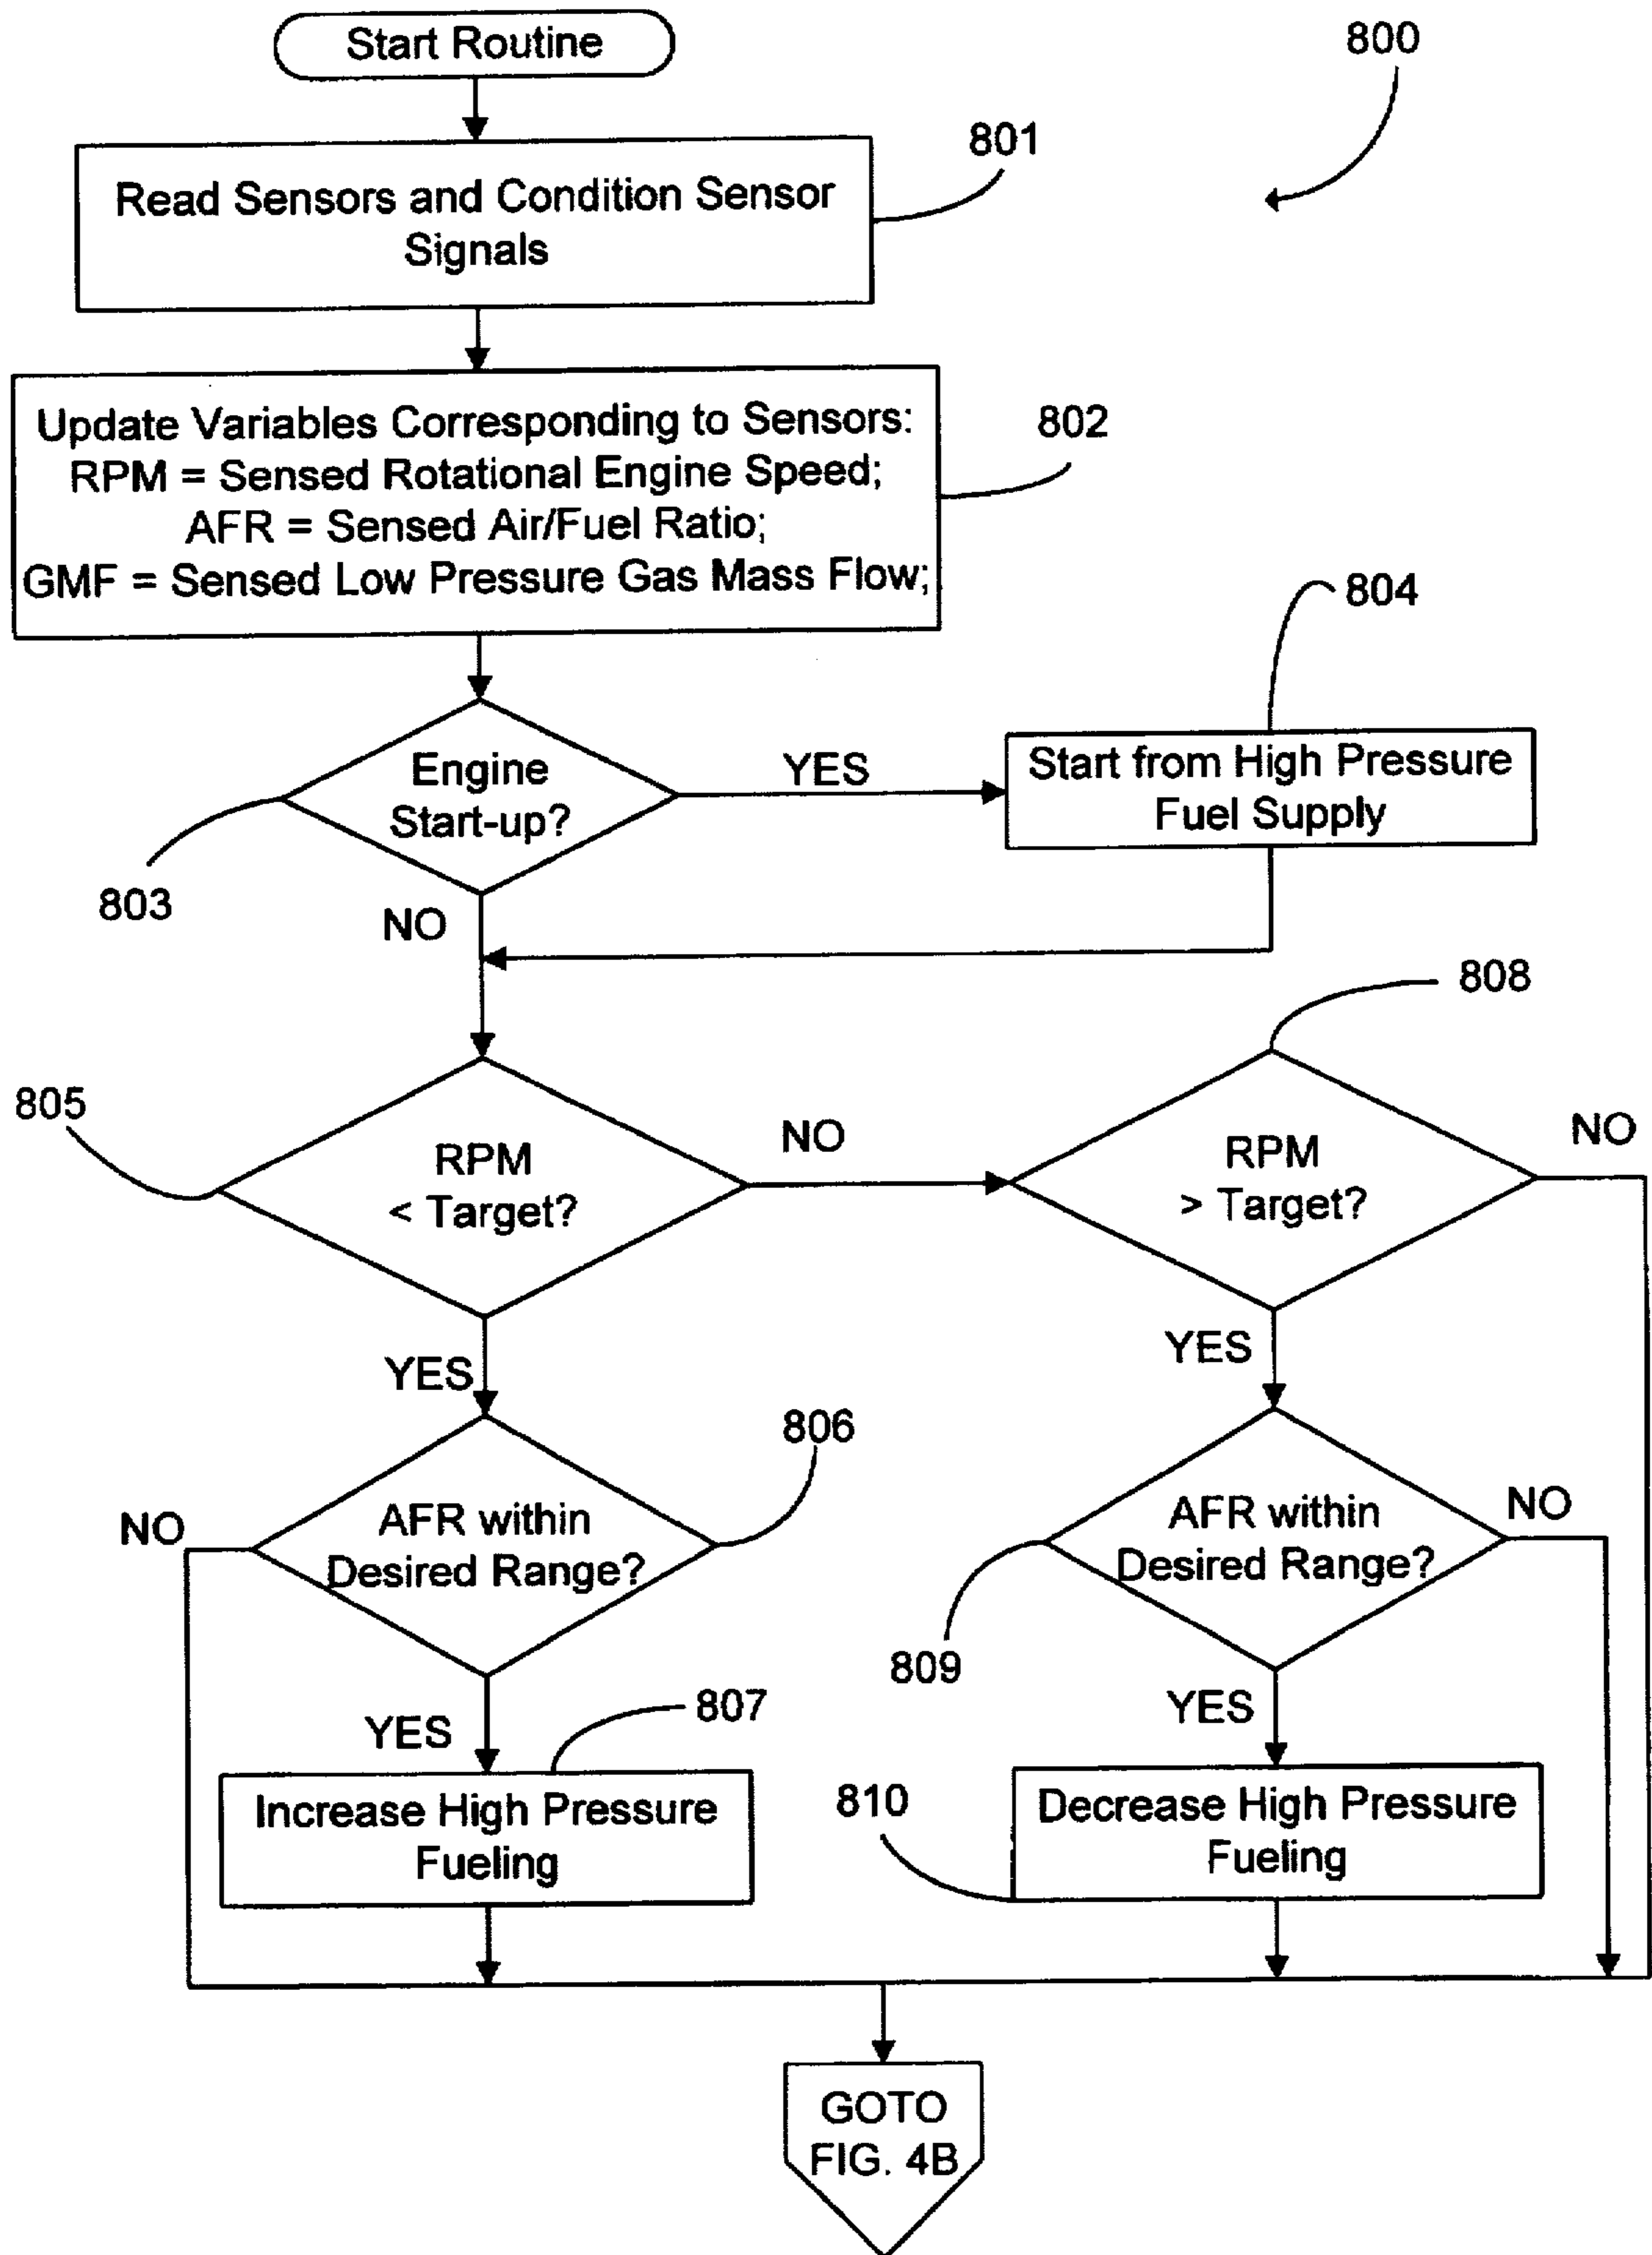 Start Routine
800
801
Read Sensors and Condition Sensor
Signals
Update Variables Corresponding to Sensors:
RPM = Sensed Rotational Engine Speed;
AFR = Sensed Air/Fuel Ratio;
GMF = Sensed Low Pressure Gas Mass Flow;
802
804
Engine
Start-up?
YES
Start from High Pressure
Fuel Supply
803
NO
808
805
RPM
< Target?
NO
RPM
> Target?
NO
YES
YES
806
NO
AFR within
Desired Range?
AFR within
Desired Range?
NO
809
YES
807
YES
Increase High Pressure
Fueling
810
Decrease High Pressure
Fueling
GOTO
FIG. 4B